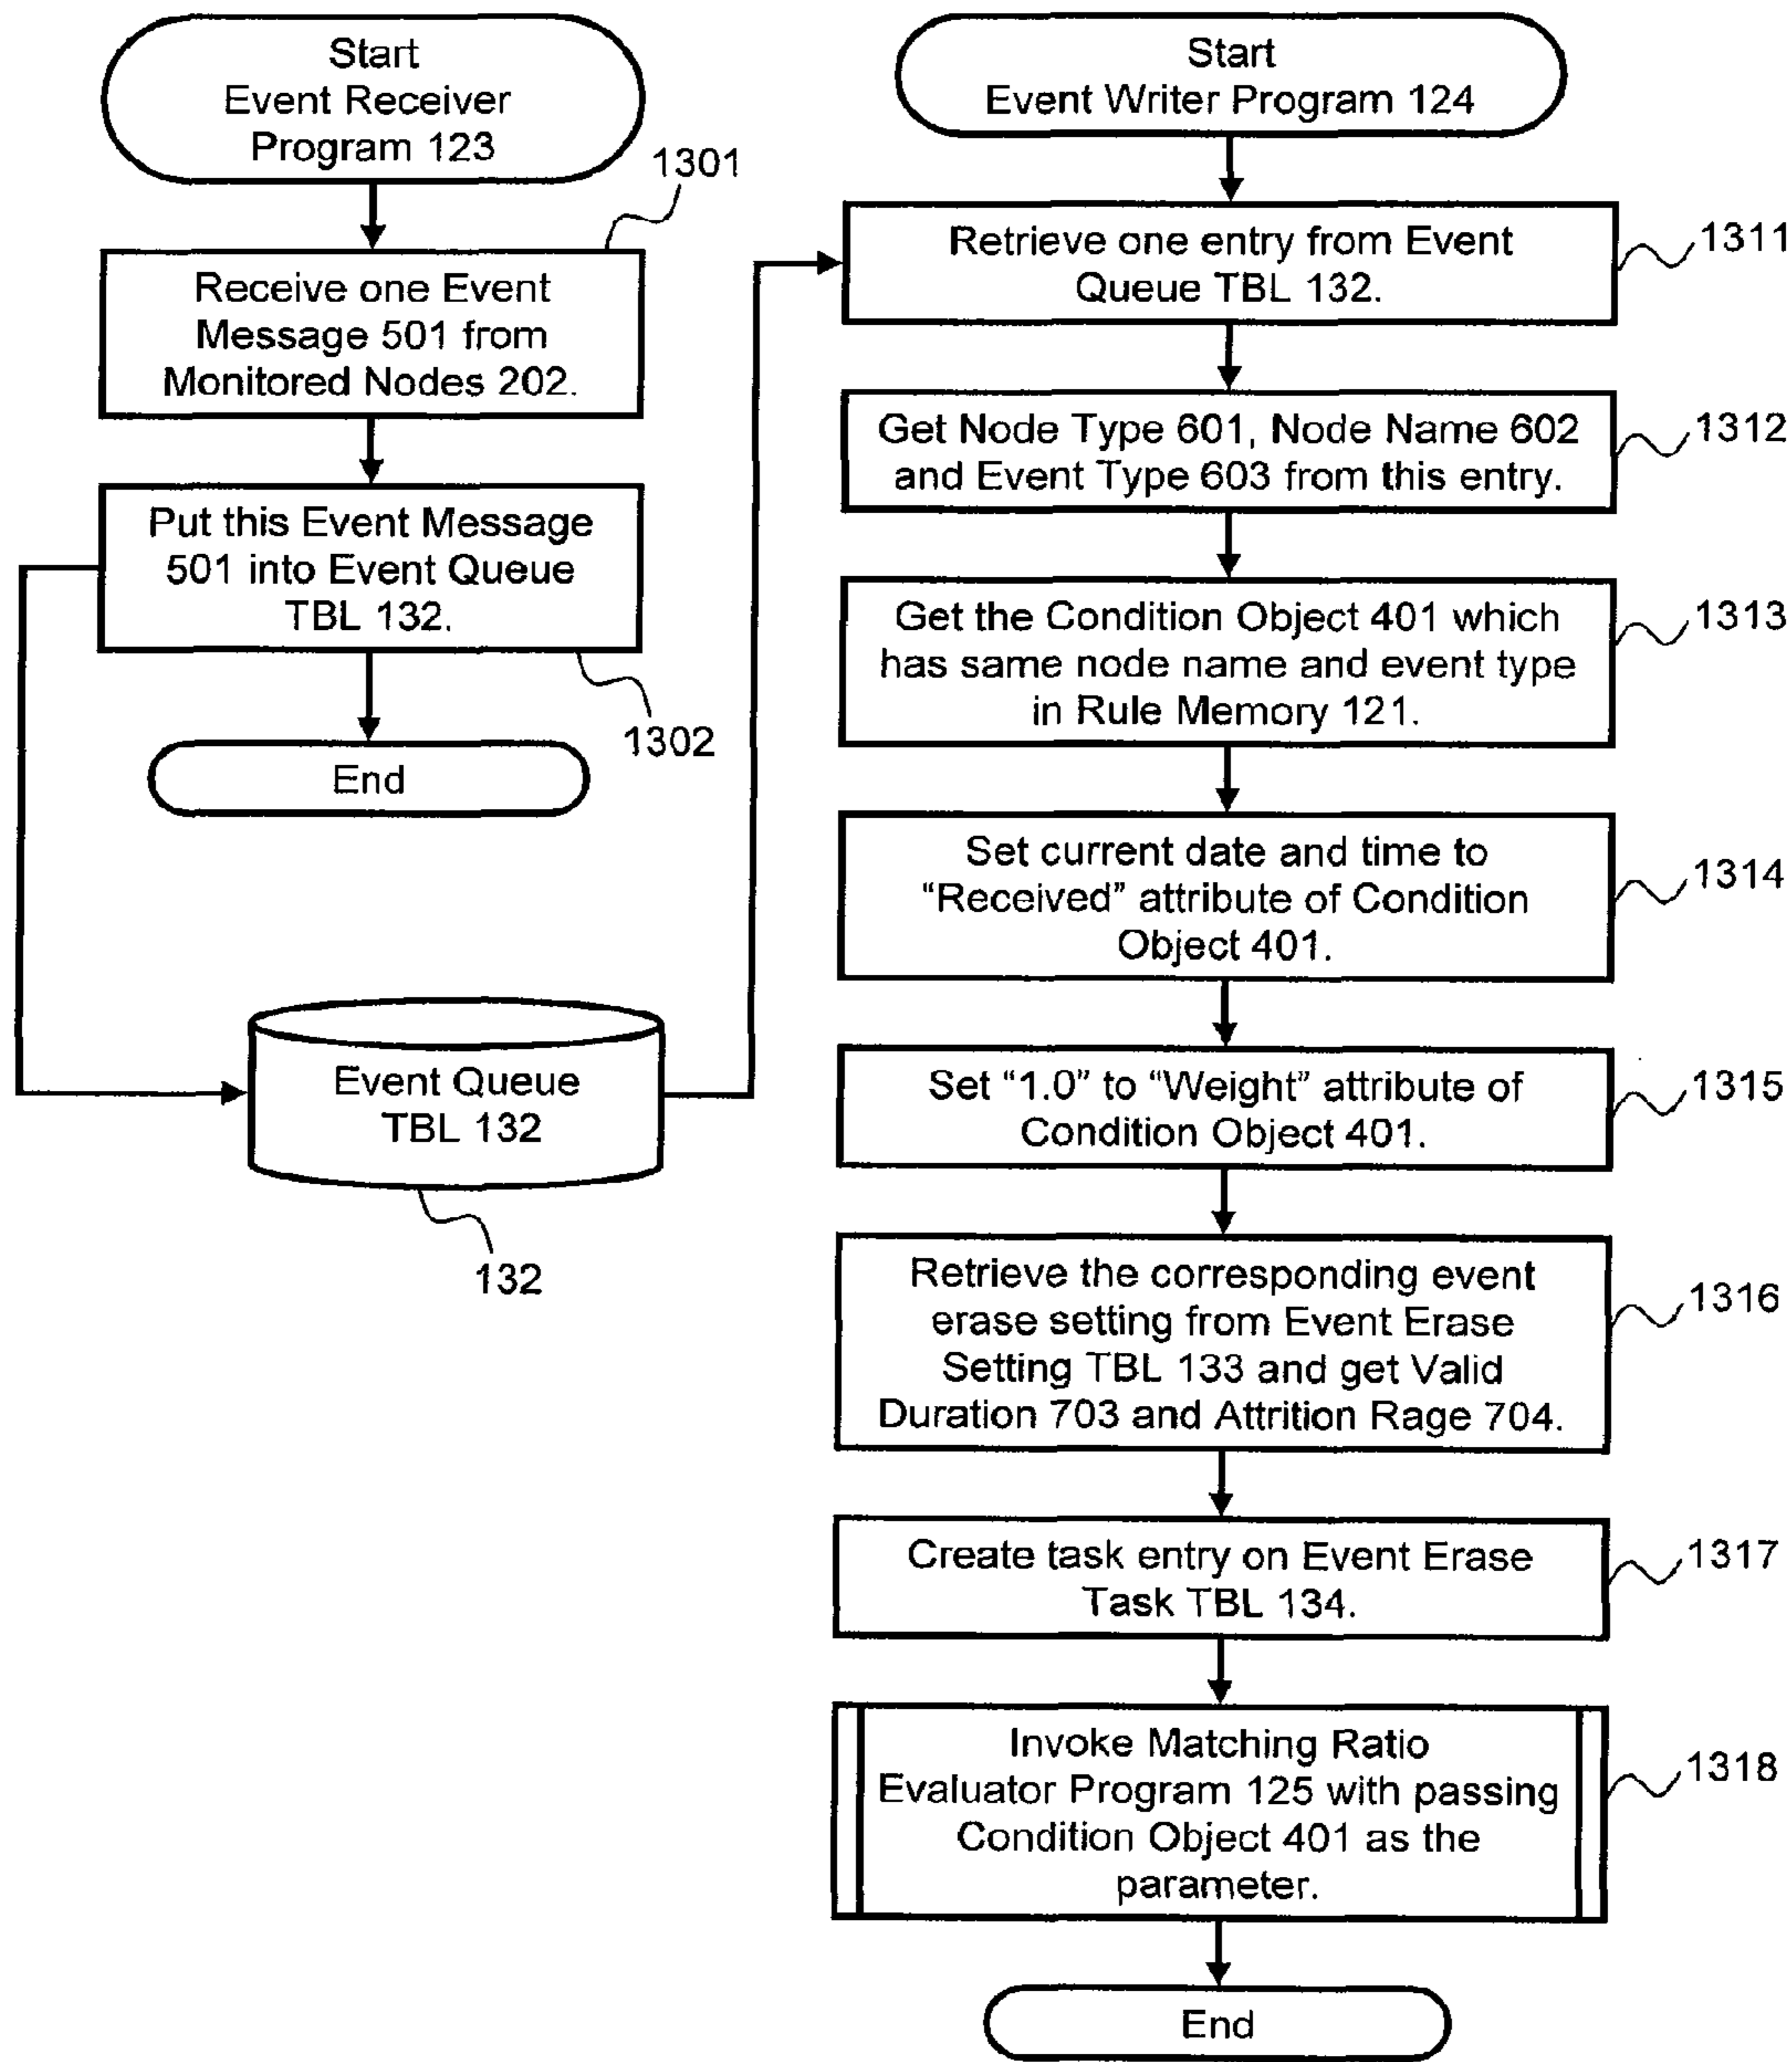 Start
Event Receiver
Program 123
1301
Receive one Event
Message 501 from
Monitored Nodes 202.
Put this Event Message
501 into Event Queue
TBL 132.
1302
End
Event Queue
TBL 132
132
Start
Event Writer Program 124
Retrieve one entry from Event
Queue TBL 132.
1311
Get Node Type 601, Node Name 602
and Event Type 603 from this entry.
1312
Get the Condition Object 401 which
has same node name and event type
in Rule Memory 121.
1313
Set current date and time to
“Received” attribute of Condition
Object 401.
1314
Set “1.0” to “Weight” attribute of
Condition Object 401.
1315
Retrieve the corresponding event
erase setting from Event Erase
Setting TBL 133 and get Valid
Duration 703 and Attrition Rage 704.
1316
Create task entry on Event Erase
Task TBL 134.
1317
Invoke Matching Ratio
Evaluator Program 125 with passing
Condition Object 401 as the
parameter.
1318
End